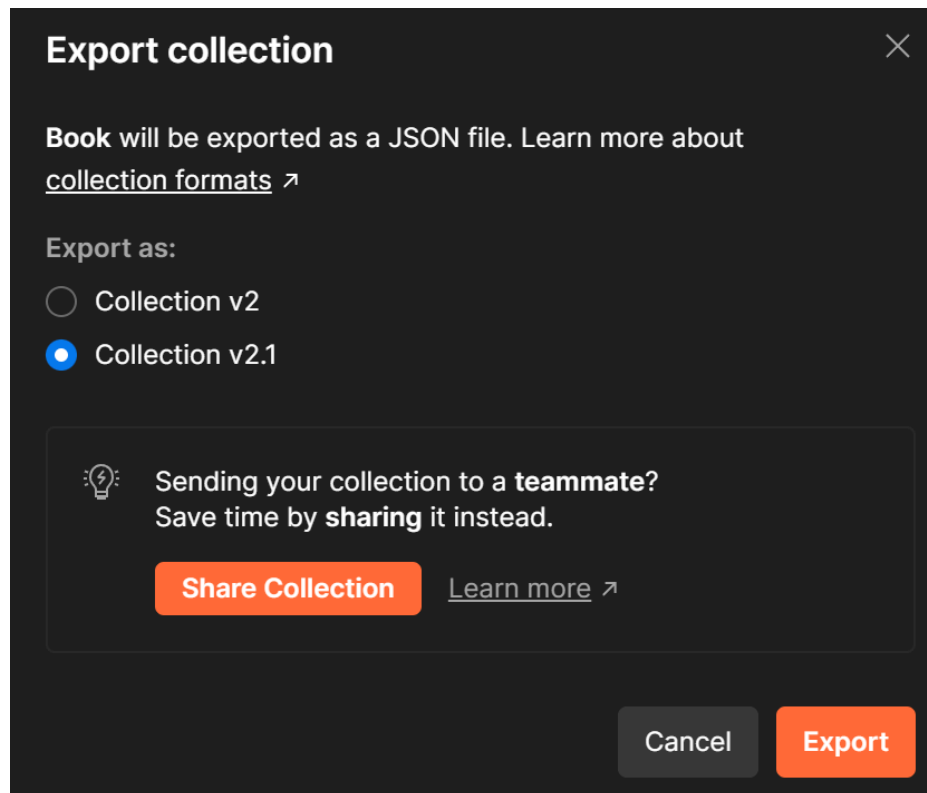 Export collection
Book will be exported as a JSON file. Learn more about
collection formats ↗
Export as:
Collection v2
Collection v2.1
Sending your collection to a teammate?
Save time by sharing it instead.
Share Collection Learn more ↗
Cancel Export